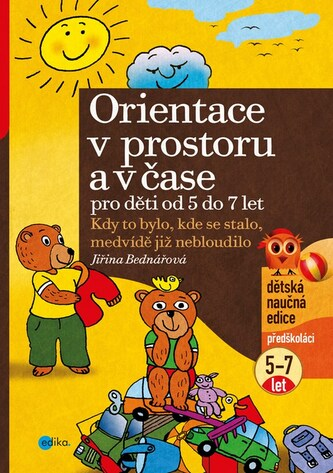 Orientace
v prostoru
a v čase
pro děti od 5 do 7 let
Kdy to bylo, kde se stalo,
medvídě již nebloudilo
Jiřina Bednářová
dětská
naučná
edice
předškoláci
5–7
let
edika